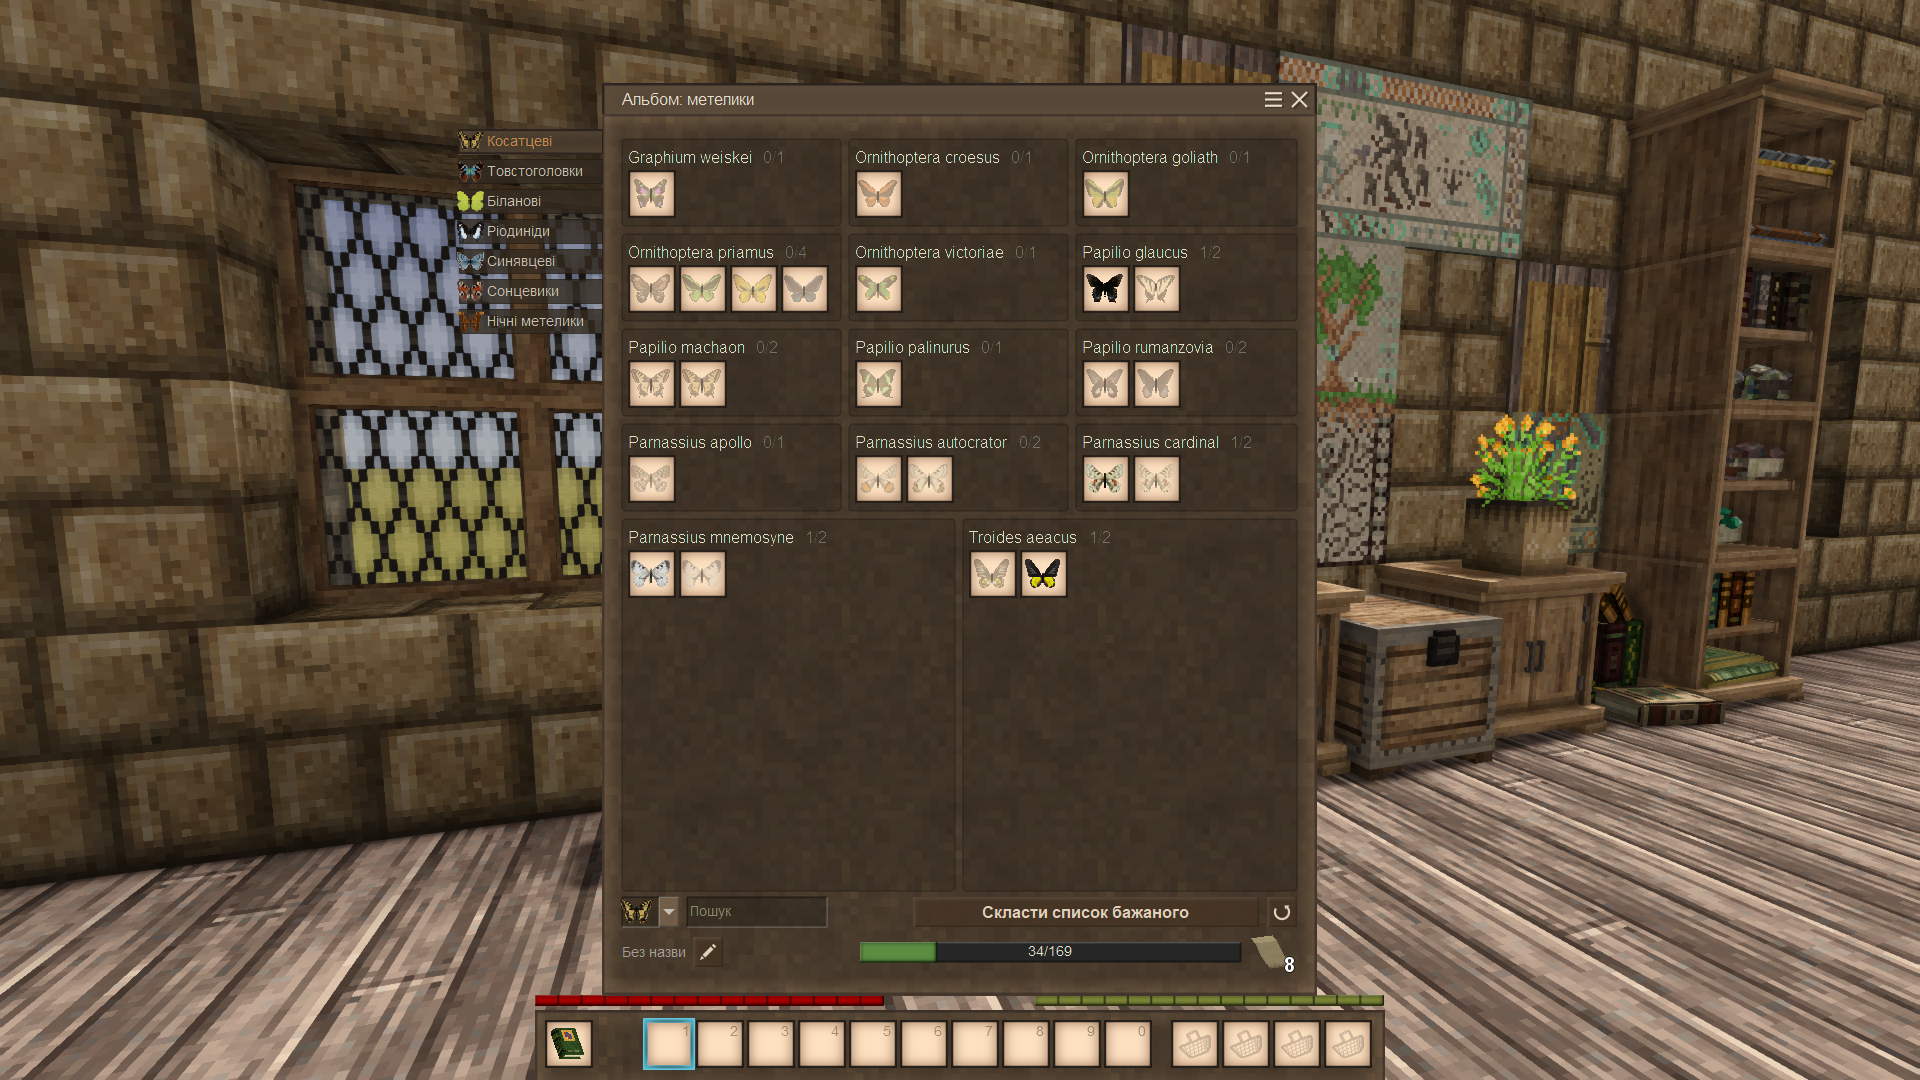 Альбом: метелики
Косатцеві
Товстоголовки
Біланові
Ріодиніди
Синявцеві
Сонцевики
Нічні метелики
Graphium weiskei 0/1
Ornithoptera croesus 0/1
Ornithoptera goliath 0/1
Ornithoptera priamus 0/4
Ornithoptera victoriae 0/1
Papilio glaucus 1/2
Papilio machaon 0/2
Papilio palinurus 0/1
Papilio rumanzovia 0/2
Parnassius apollo 0/1
Parnassius autocrator 0/2
Parnassius cardinal 1/2
Parnassius mnemosyne 1/2
Troides aeacus 1/2
Пошук
Скласти список бажаного
Без назви
34/169
8
1 2 3 4 5 6 7 8 9 0